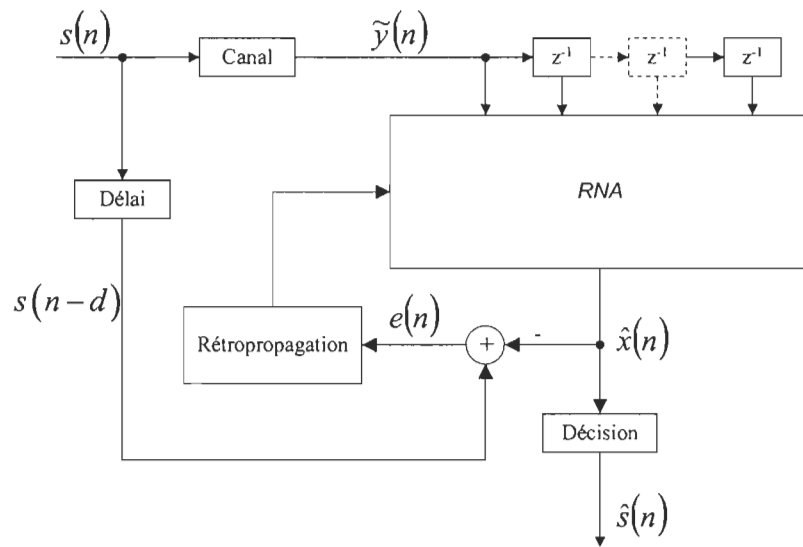 s(n)
Canal
ỹ(n)
z⁻¹
z⁻¹
z⁻¹
Délai
RNA
s(n-d)
Rétropropagation
e(n)
+
-
x̂(n)
Décision
ŝ(n)